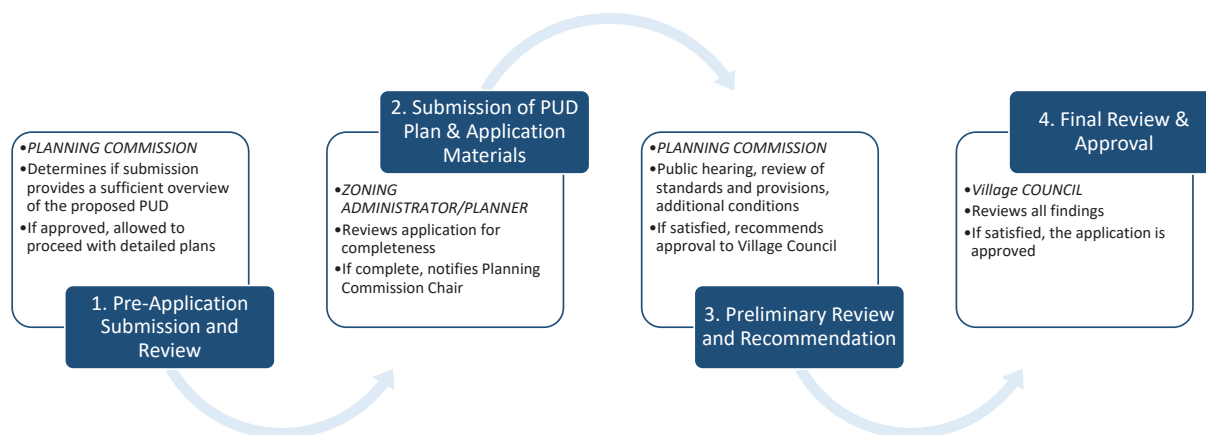 •PLANNING COMMISSION
•Determines if submission
provides a sufficient overview
of the proposed PUD
•If approved, allowed to
proceed with detailed plans
1. Pre-Application
Submission and
Review
2. Submission of PUD
Plan & Application
Materials
•ZONING
ADMINISTRATOR/PLANNER
•Reviews application for
completeness
•If complete, notifies Planning
Commission Chair
•PLANNING COMMISSION
•Public hearing, review of
standards and provisions,
additional conditions
•If satisfied, recommends
approval to Village Council
3. Preliminary Review
and Recommendation
4. Final Review &
Approval
•Village COUNCIL
•Reviews all findings
•If satisfied, the application is
approved